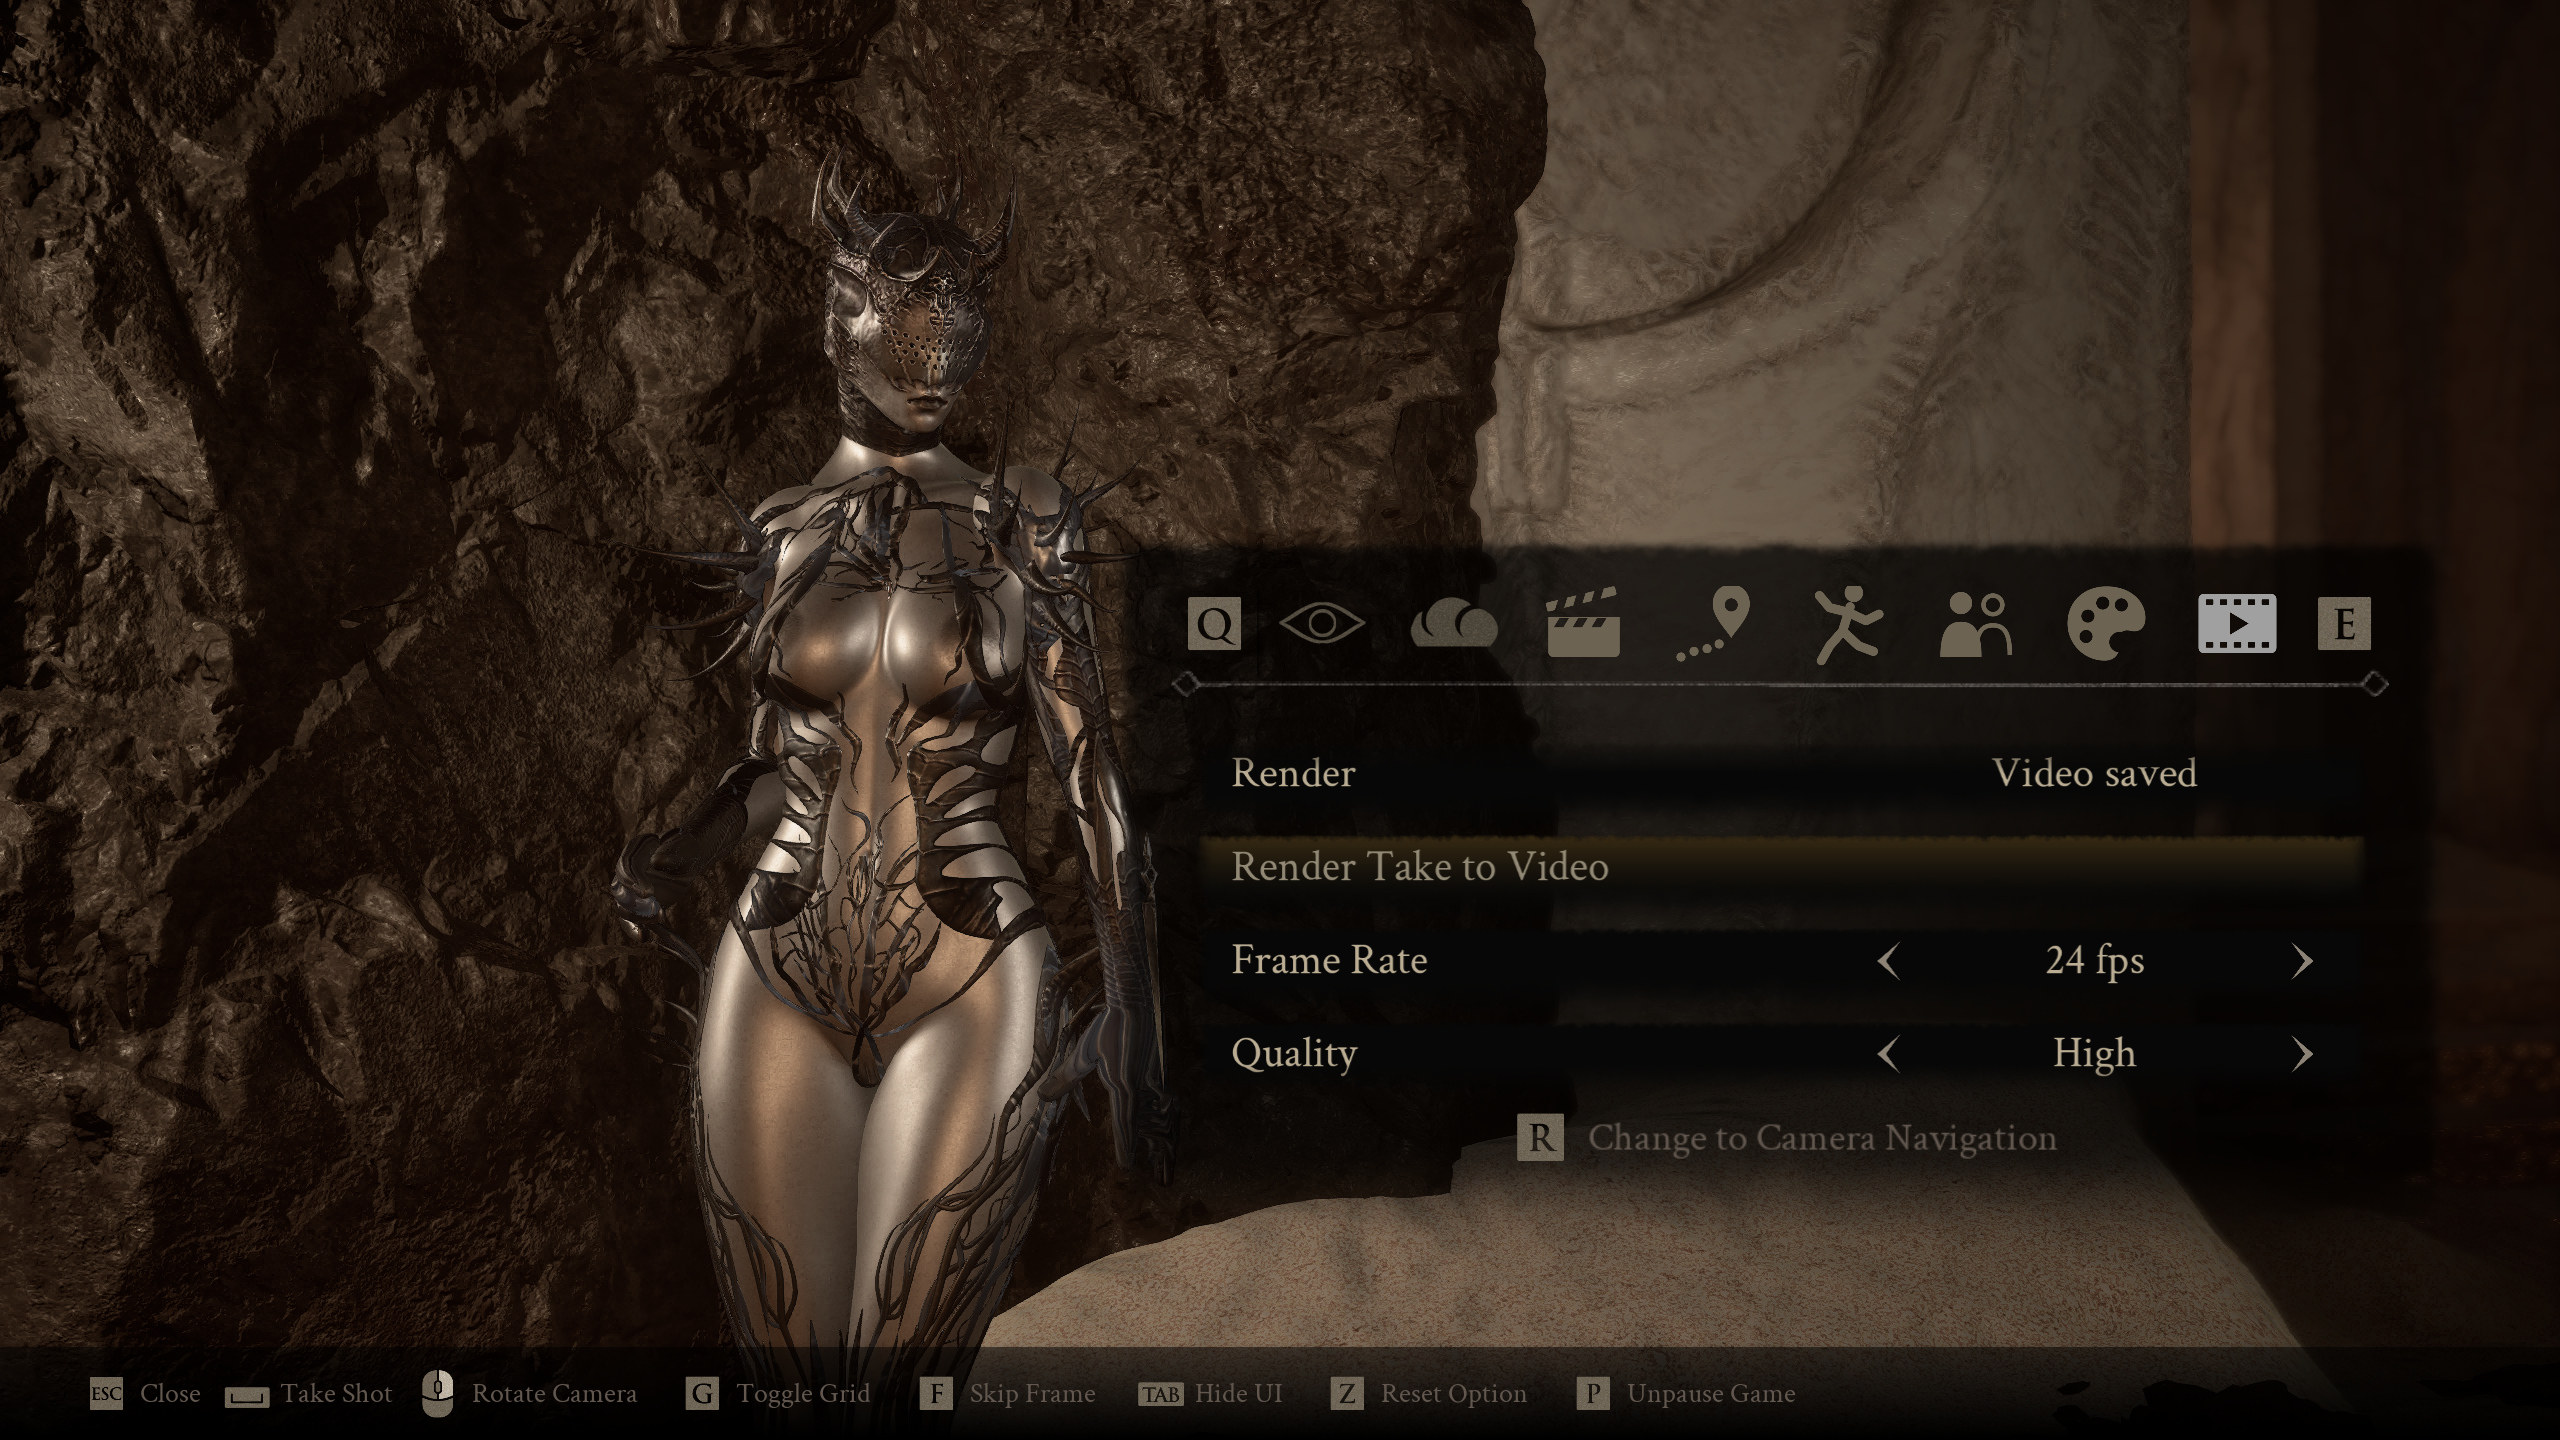 Q E
Render Video saved
Render Take to Video
Frame Rate 24 fps
Quality High
R Change to Camera Navigation
ESC Close Take Shot Rotate Camera G Toggle Grid F Skip Frame TAB Hide UI Z Reset Option P Unpause Game